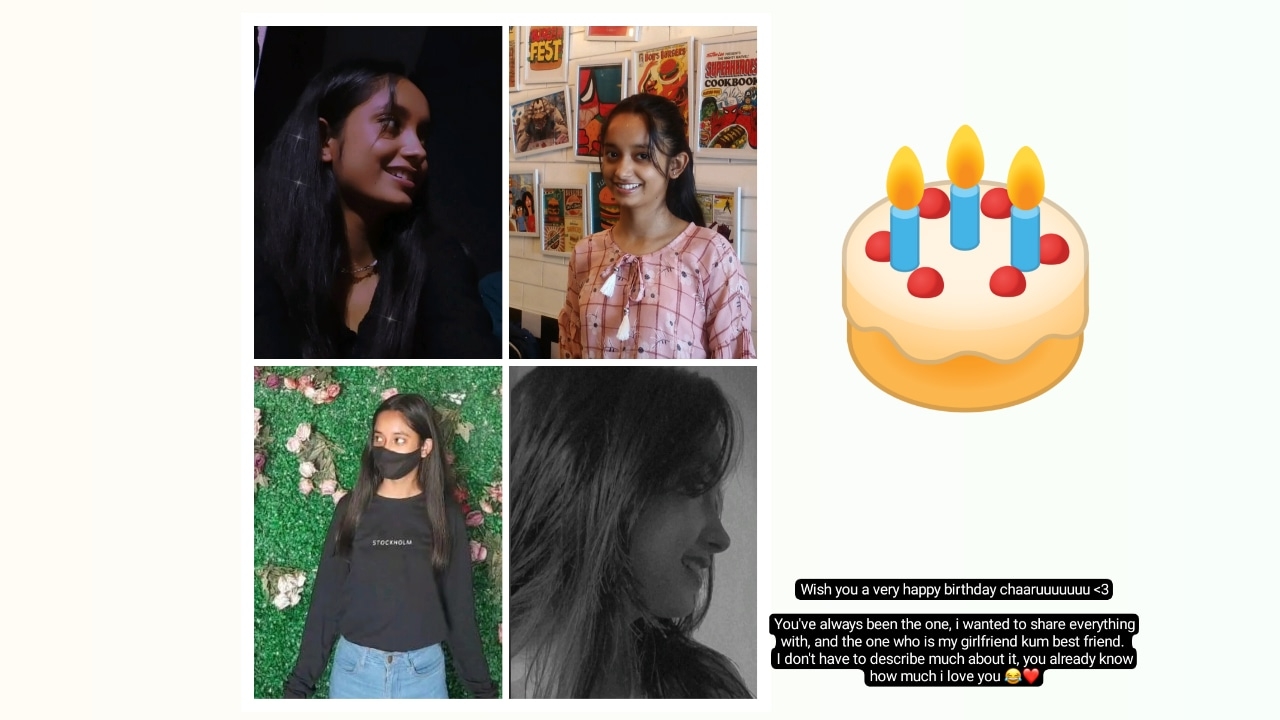 FEST
BOB'S BURGERS
SUPERHEROES
COOKBOOK
STOCKHOLM
Wish you a very happy birthday chaaruuuuuuu <3
You've always been the one, i wanted to share everything
with, and the one who is my girlfriend kum best friend.
I don't have to describe much about it, you already know
how much i love you 😂❤️